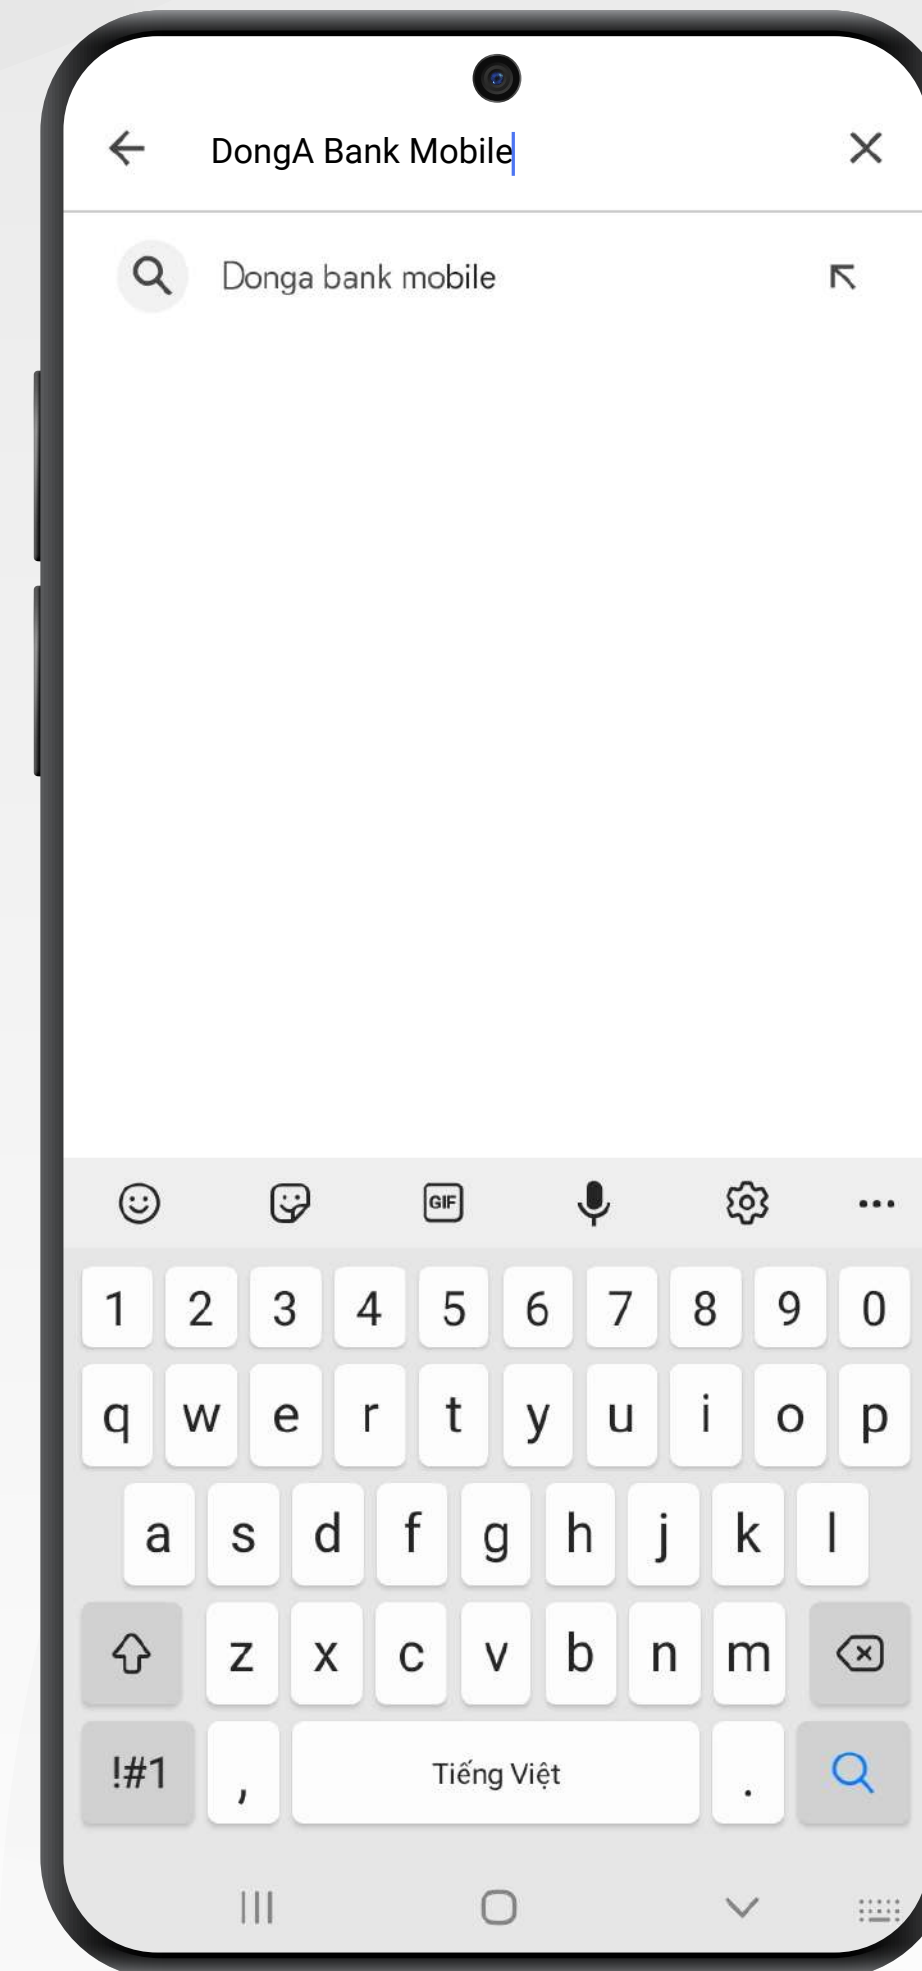 DongA Bank Mobile
Donga bank mobile
GIF
1 2 3 4 5 6 7 8 9 0
q w e r t y u i o p
a s d f g h j k l
z x c v b n m
!#1 , Tiếng Việt .